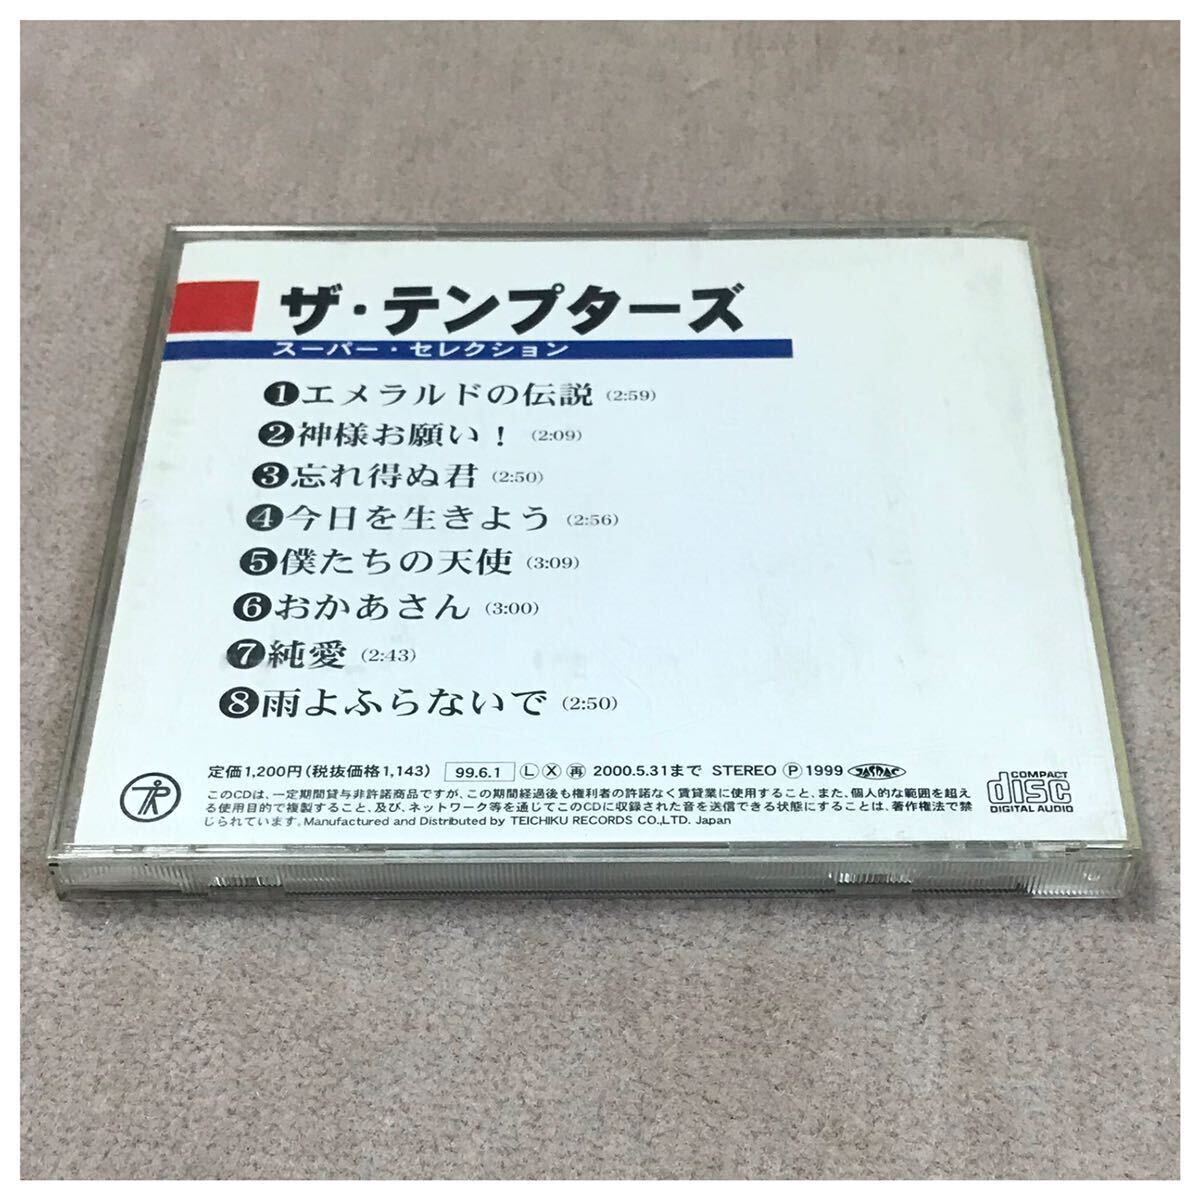 ザ・テンプターズ
スーパー・セレクション
❶エメラルドの伝説 (2:59)
❷神様お願い! (2:09)
❸忘れ得ぬ君 (2:50)
❹今日を生きよう (2:56)
❺僕たちの天使 (3:09)
❻おかあさん (3:00)
❼純愛 (2:43)
❽雨よふらないで (2:50)
定価1,200円(税抜価格1,143) 99.6.1 Ⓛ Ⓧ ㊢ 2000.5.31まで STEREO Ⓟ 1999 JASRAC
このCDは、一定期間貸与非許諾商品ですが、この期間経過後も権利者の許諾なく賃貸業に使用すること、また、個人的な範囲を超え
る使用目的で複製すること、及び、ネットワーク等を通じてこのCDに収録された音を送信できる状態にすることは、著作権法で禁
じられています。Manufactured and Distributed by TEICHIKU RECORDS CO.,LTD. Japan
TR
COMPACT
disc
DIGITAL AUDIO